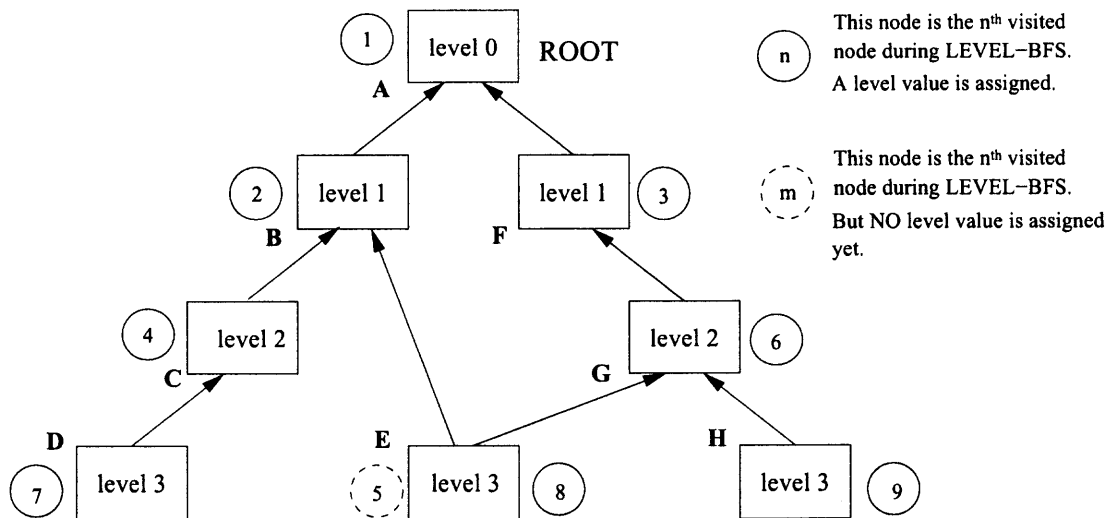 1
level 0
ROOT
A
n
This node is the nᵗʰ visited
node during LEVEL−BFS.
A level value is assigned.
2
level 1
B
level 1
3
F
m
This node is the nᵗʰ visited
node during LEVEL−BFS.
But NO level value is assigned
yet.
4
level 2
C
level 2
6
G
D
7
level 3
E
5
level 3
8
H
level 3
9